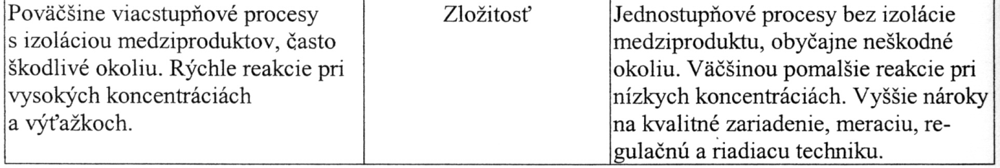 Poväčšine viacstupňové procesy
s izoláciou medziproduktov, často
škodlivé okoliu. Rýchle reakcie pri
vysokých koncentráciách
a výťažkoch.
Zložitosť
Jednostupňové procesy bez izolácie
medziproduktu, obyčajne neškodné
okoliu. Väčšinou pomalšie reakcie pri
nízkych koncentráciách. Vyššie nároky
na kvalitné zariadenie, meraciu, re-
gulačnú a riadiacu techniku.